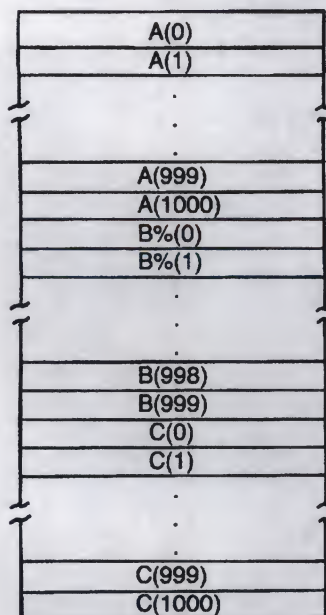 A(0)
A(1)
.
.
.
A(999)
A(1000)
B%(0)
B%(1)
.
.
.
B(998)
B(999)
C(0)
C(1)
.
.
.
C(999)
C(1000)